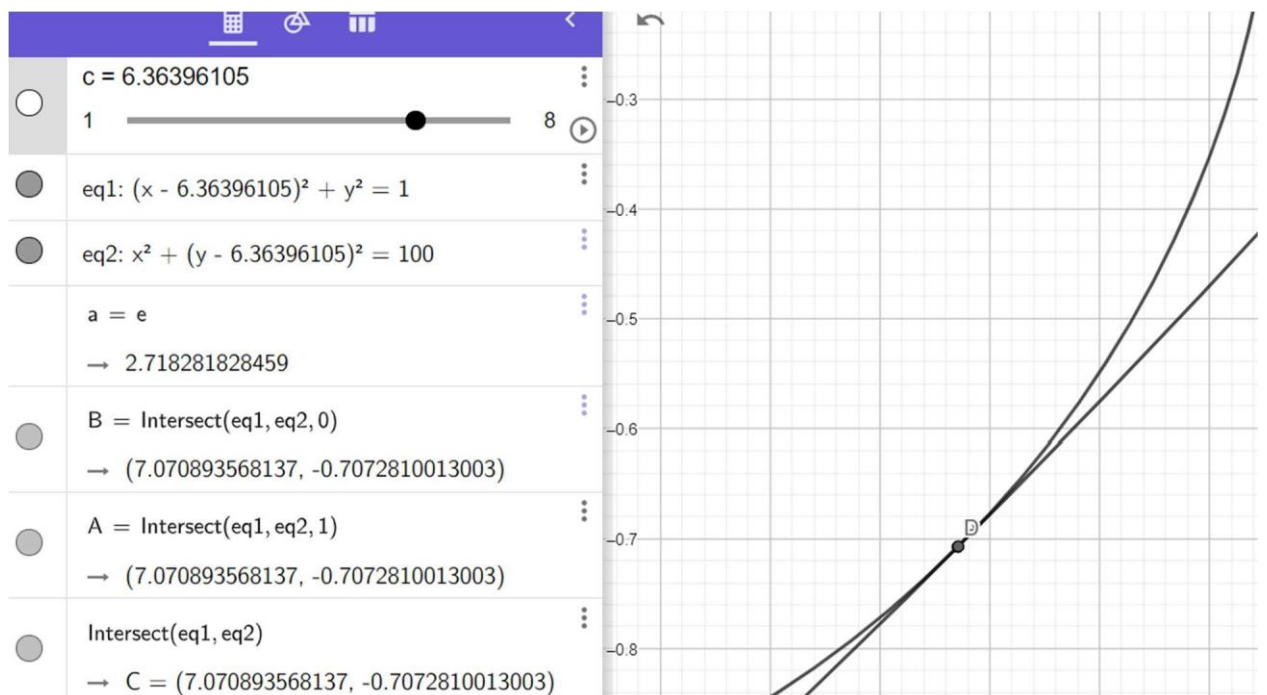 c = 6.36396105
1 8
eq1: (x - 6.36396105)² + y² = 1
eq2: x² + (y - 6.36396105)² = 100
a = e
→ 2.718281828459
B = Intersect(eq1, eq2, 0)
→ (7.070893568137, -0.7072810013003)
A = Intersect(eq1, eq2, 1)
→ (7.070893568137, -0.7072810013003)
Intersect(eq1, eq2)
→ C = (7.070893568137, -0.7072810013003)
–0.3
–0.4
–0.5
–0.6
D
–0.7
–0.8